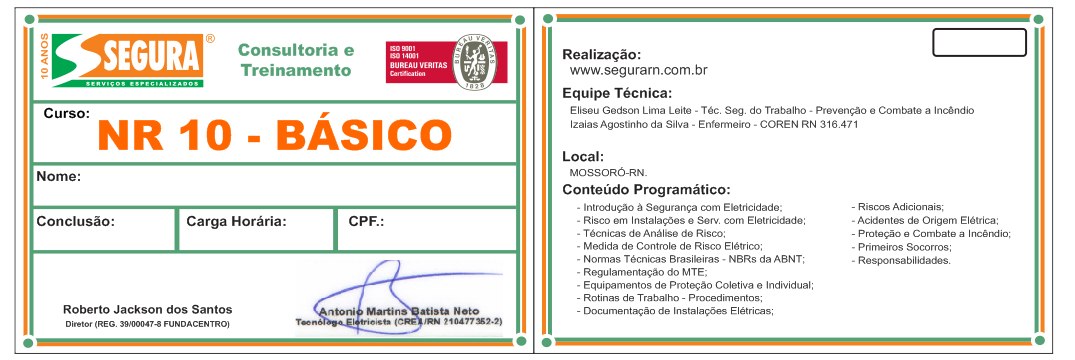 10 ANOS
SEGURA®
SERVIÇOS ESPECIALIZADOS
Consultoria e
Treinamento
ISO 9001
ISO 14001
BUREAU VERITAS
Certification
BUREAU VERITAS
1828
Curso:
NR 10 - BÁSICO
Nome:
Conclusão:
Carga Horária:
CPF.:
Roberto Jackson dos Santos
Diretor (REG. 39/00047-8 FUNDACENTRO)
Antonio Martins Batista Neto
Tecnólogo Eletricista (CREA/RN 210477352-2)
Realização:
www.segurarn.com.br
Equipe Técnica:
Eliseu Gedson Lima Leite - Téc. Seg. do Trabalho - Prevenção e Combate a Incêndio
Izaias Agostinho da Silva - Enfermeiro - COREN RN 316.471
Local:
MOSSORÓ-RN.
Conteúdo Programático:
- Introdução à Segurança com Eletricidade;
- Risco em Instalações e Serv. com Eletricidade;
- Técnicas de Análise de Risco;
- Medida de Controle de Risco Elétrico;
- Normas Técnicas Brasileiras - NBRs da ABNT;
- Regulamentação do MTE;
- Equipamentos de Proteção Coletiva e Individual;
- Rotinas de Trabalho - Procedimentos;
- Documentação de Instalações Elétricas;
- Riscos Adicionais;
- Acidentes de Origem Elétrica;
- Proteção e Combate a Incêndio;
- Primeiros Socorros;
- Responsabilidades.